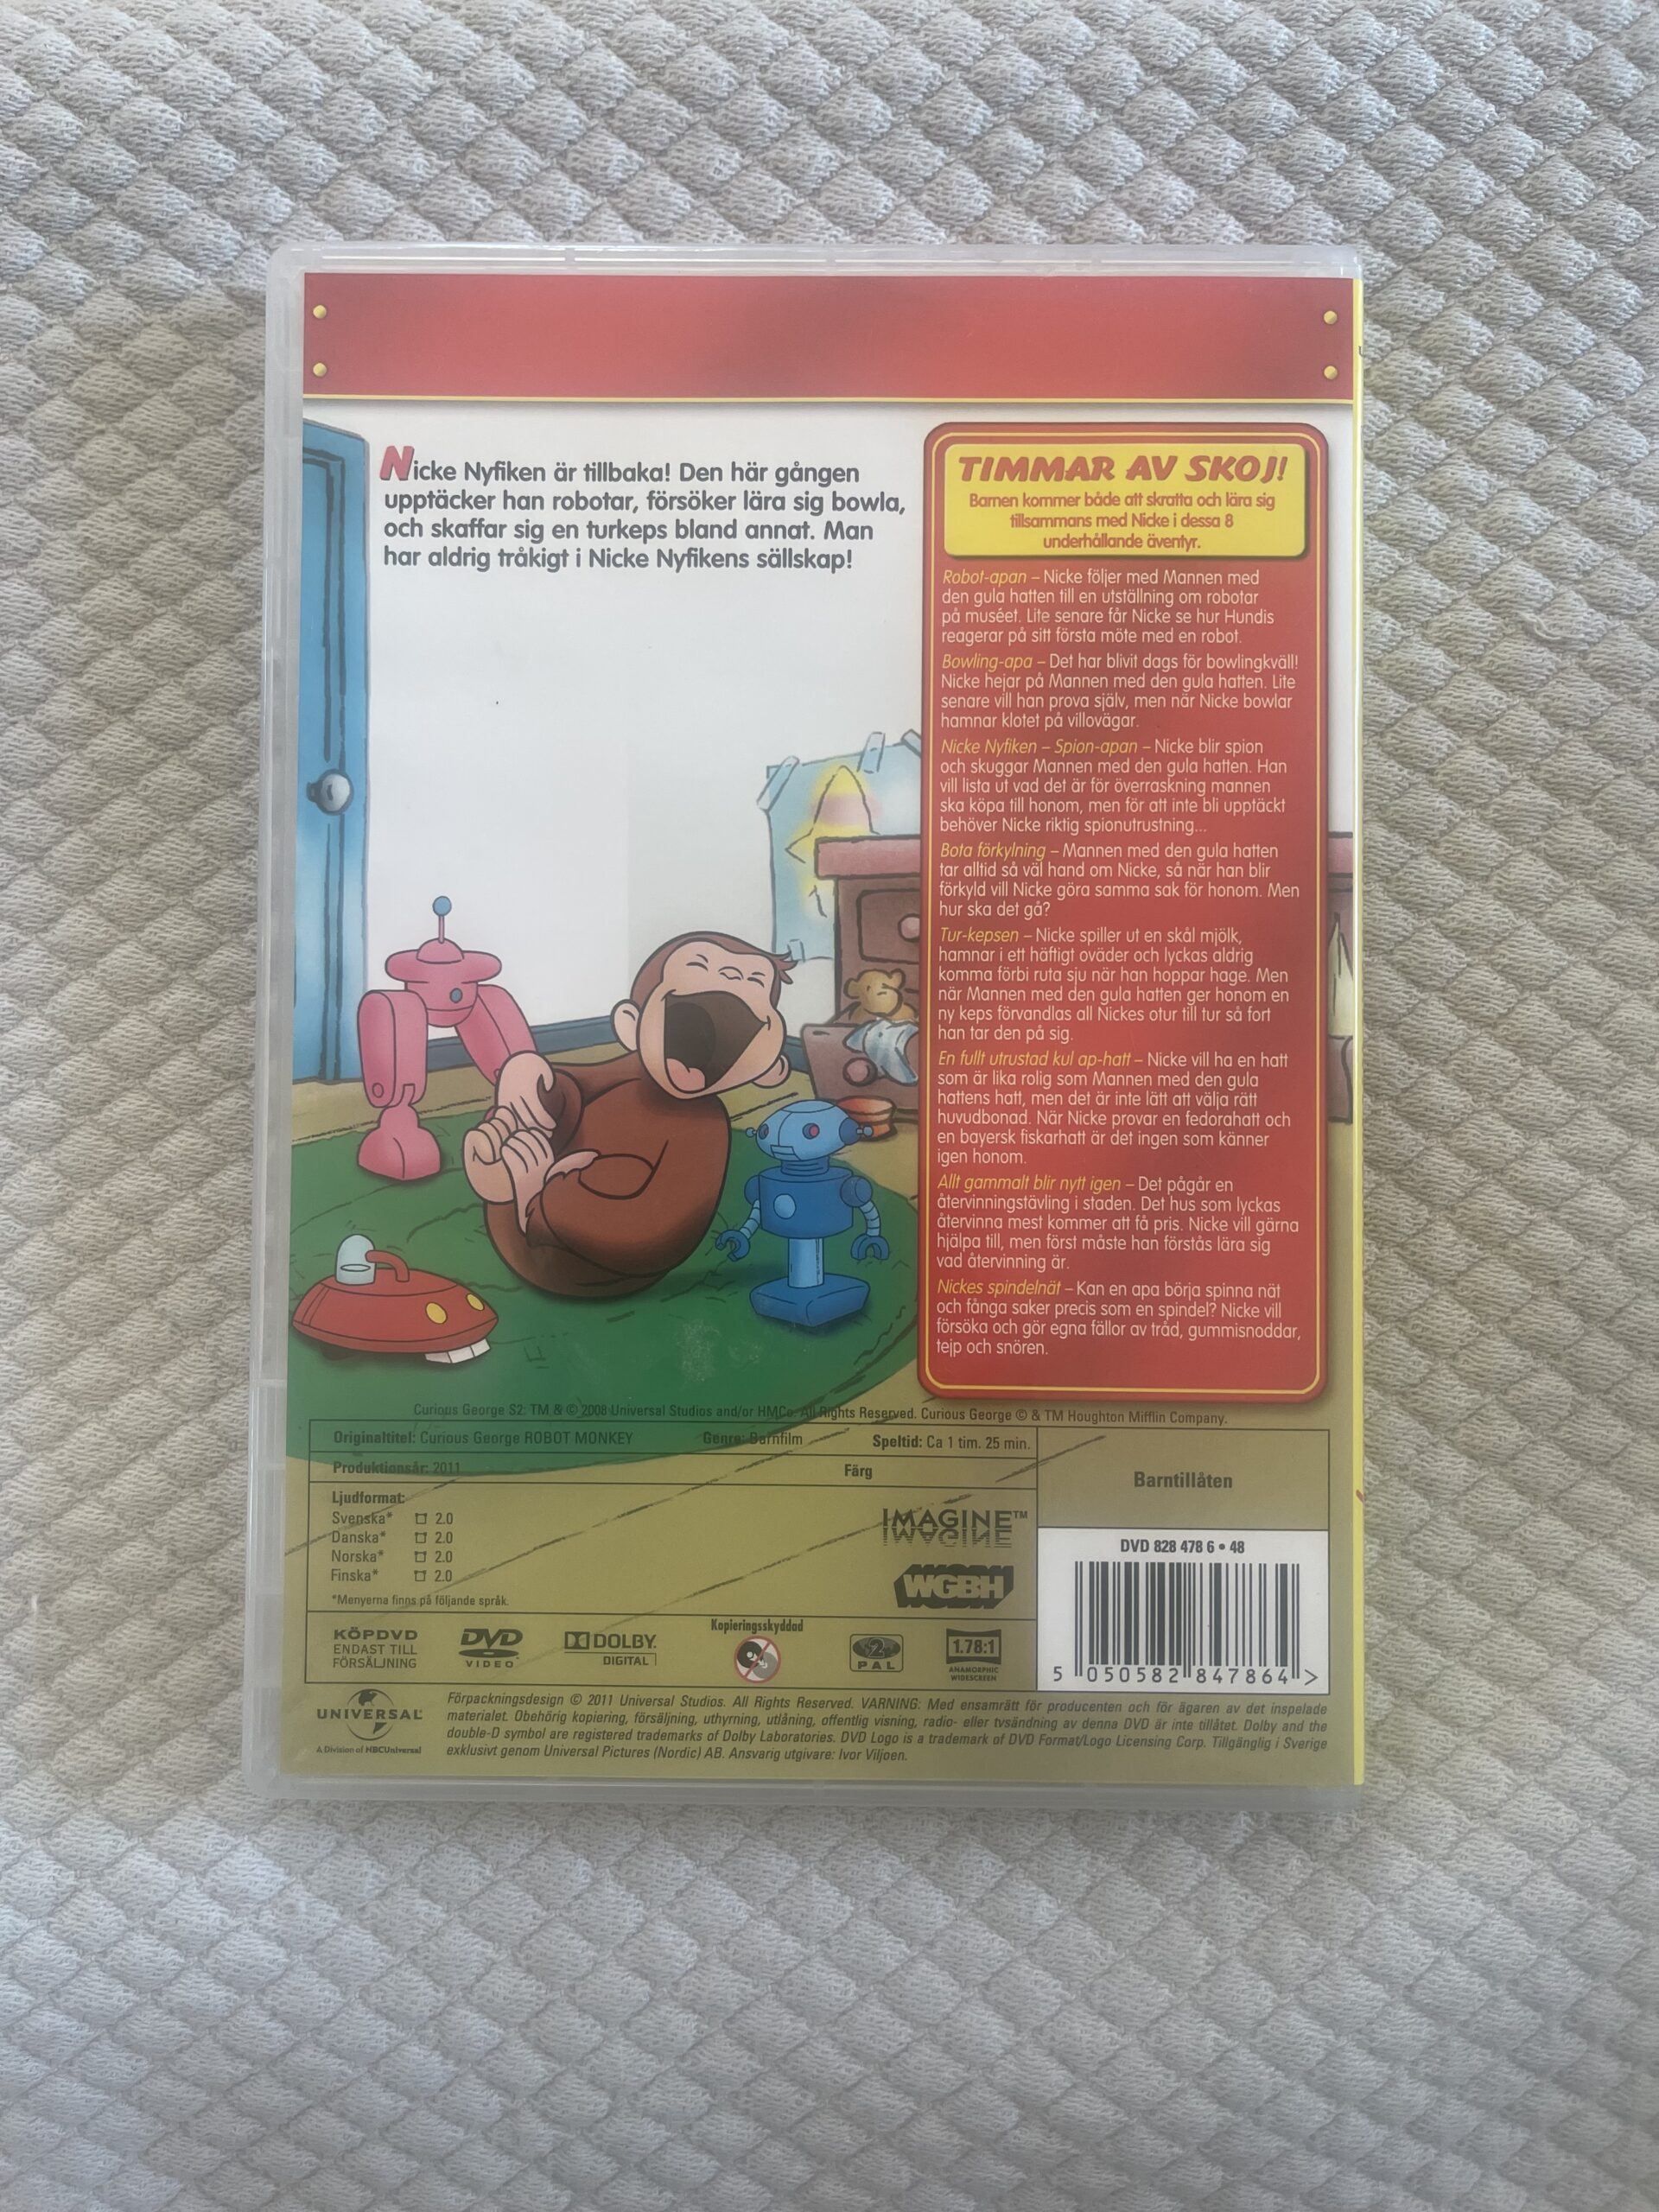 Nicke Nyfiken är tillbaka! Den här gången
upptäcker han robotar, försöker lära sig bowla,
och skaffar sig en turkeps bland annat. Man
har aldrig tråkigt i Nicke Nyfikens sällskap!
TIMMAR AV SKOJ!
Barnen kommer både att skratta och lära sig
tillsammans med Nicke i dessa 8
underhållande äventyr.
Robot-apan – Nicke följer med Mannen med
den gula hatten till en utställning om robotar
på muséet. Lite senare får Nicke se hur Hundis
reagerar på sitt första möte med en robot.
Bowling-apa – Det har blivit dags för bowlingkväll!
Nicke hejar på Mannen med den gula hatten. Lite
senare vill han prova själv, men när Nicke bowlar
hamnar klotet på villovägar.
Nicke Nyfiken – Spion-apan – Nicke blir spion
och skuggar Mannen med den gula hatten. Han
vill lista ut vad det är för överraskning mannen
ska köpa till honom, men för att inte bli upptäckt
behöver Nicke riktig spionutrustning...
Bota förkylning – Mannen med den gula hatten
tar alltid så väl hand om Nicke, så när han blir
förkyld vill Nicke göra samma sak för honom. Men
hur ska det gå?
Tur-kepsen – Nicke spiller ut en skål mjölk,
hamnar i ett häftigt oväder och lyckas aldrig
komma förbi ruta sju när han hoppar hage. Men
när Mannen med den gula hatten ger honom en
ny keps förvandlas all Nickes otur till tur så fort
han tar den på sig.
En fullt utrustad kul ap-hatt – Nicke vill ha en hatt
som är lika rolig som Mannen med den gula
hattens hatt, men det är inte lätt att välja rätt
huvudbonad. När Nicke provar en fedorahatt och
en bayersk fiskarhatt är det ingen som känner
igen honom.
Allt gammalt blir nytt igen – Det pågår en
återvinningstävling i staden. Det hus som lyckas
återvinna mest kommer att få pris. Nicke vill gärna
hjälpa till, men först måste han förstås lära sig
vad återvinning är.
Nickes spindelnät – Kan en apa börja spinna nät
och fånga saker precis som en spindel? Nicke vill
försöka och gör egna fällor av tråd, gummisnoddar,
tejp och snören.
Curious George S2: TM & © 2008 Universal Studios and/or HMCo. All Rights Reserved. Curious George © & TM Houghton Mifflin Company.
Originaltitel: Curious George ROBOT MONKEY Genre: Barnfilm Speltid: Ca 1 tim. 25 min.
Produktionsår: 2011 Färg
Barntillåten
Ljudformat:
Svenska* 2.0
Danska* 2.0
Norska* 2.0
Finska* 2.0
*Menyerna finns på följande språk.
IMAGINE™
WGBH
DVD 828 478 6 • 48
5 050582 847864 >
KÖPDVD
ENDAST TILL
FÖRSÄLJNING
DVD
VIDEO
DOLBY
DIGITAL
Kopieringsskyddad
2
PAL
1.78:1
ANAMORPHIC
WIDESCREEN
UNIVERSAL
A Division of NBCUniversal
Förpackningsdesign © 2011 Universal Studios. All Rights Reserved. VARNING: Med ensamrätt för producenten och för ägaren av det inspelade
materialet. Obehörig kopiering, försäljning, uthyrning, utlåning, offentlig visning, radio- eller tvsändning av denna DVD är inte tillåtet. Dolby and the
double-D symbol are registered trademarks of Dolby Laboratories. DVD Logo is a trademark of DVD Format/Logo Licensing Corp. Tillgänglig i Sverige
exklusivt genom Universal Pictures (Nordic) AB. Ansvarig utgivare: Ivor Viljoen.